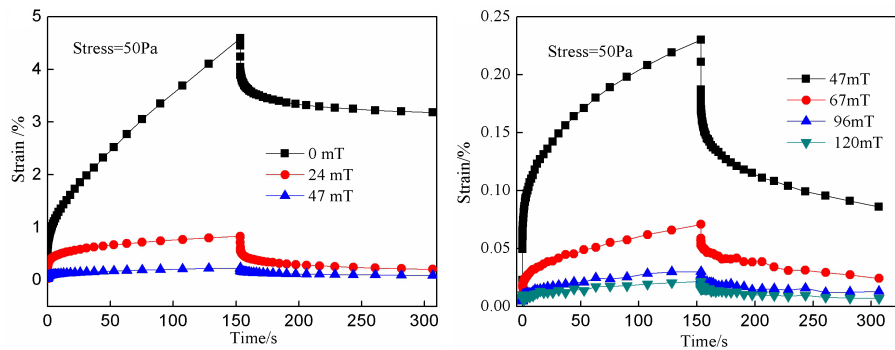 5
4
3
2
1
0
Strain /%
Stress=50Pa
0 mT
24 mT
47 mT
0 50 100 150 200 250 300
Time/s
0.25
0.20
0.15
0.10
0.05
0.00
Strain/%
Stress=50Pa
47mT
67mT
96mT
120mT
0 50 100 150 200 250 300
Time/s